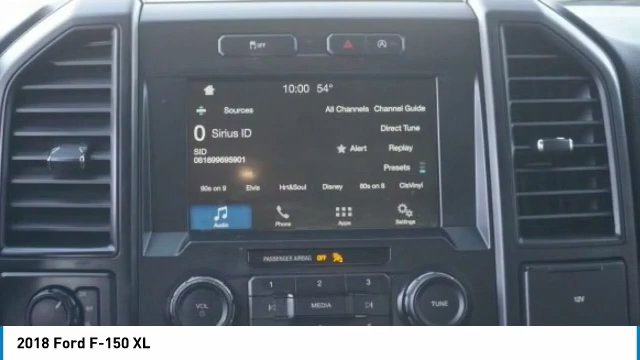 OFF
10:00 54°
Sources All Channels Channel Guide
0 Sirius ID Direct Tune
SID Alert Replay
081899695901
Presets
90s on 9 Elvis Hrt&Soul Disney 80s on 8 ClsVinyl
Audio Phone Apps Settings
PASSENGER AIRBAG OFF
1 2 3
VOL MEDIA TUNE
12V
2018 Ford F-150 XL